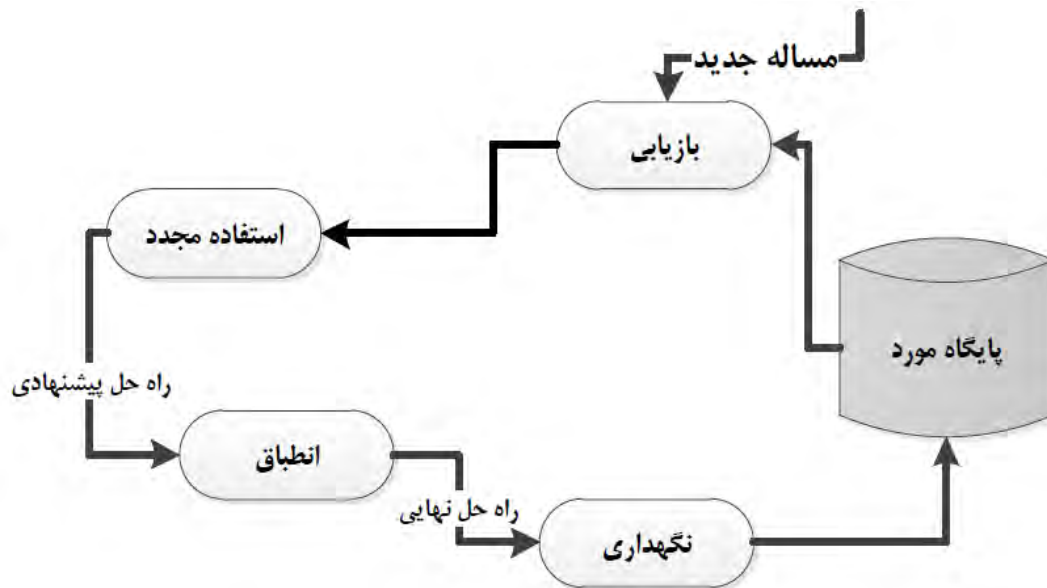 مساله جدید
بازیابی
استفاده مجدد
پایگاه مورد
راه حل پیشنهادی
انطباق
راه حل نهایی
نگهداری